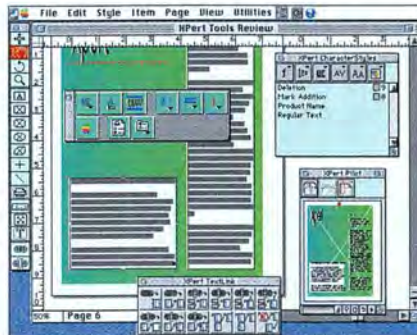 File Edit Style Item Page View Utilities
XPert Tools Review
XPert CharacterStyles
Deletion
Mark Addition
Product Name
Regular Text
XPert Pilot
XPert TextLink
50% Page 6